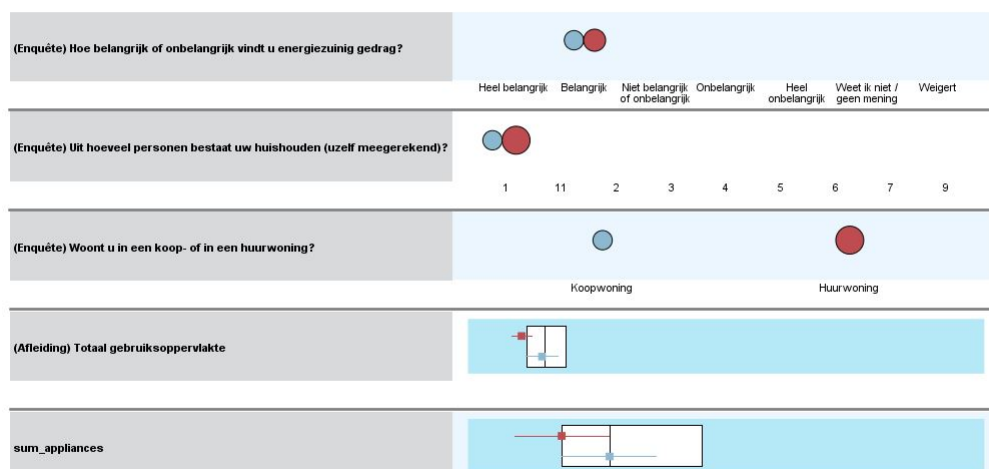 (Enquête) Hoe belangrijk of onbelangrijk vindt u energiezuinig gedrag?
Heel belangrijk Belangrijk Niet belangrijk of onbelangrijk Onbelangrijk Heel onbelangrijk Weet ik niet / geen mening Weigert
(Enquête) Uit hoeveel personen bestaat uw huishouden (uzelf meegerekend)?
1 11 2 3 4 5 6 7 9
(Enquête) Woont u in een koop- of in een huurwoning?
Koopwoning Huurwoning
(Afleiding) Totaal gebruiksoppervlakte
sum_appliances